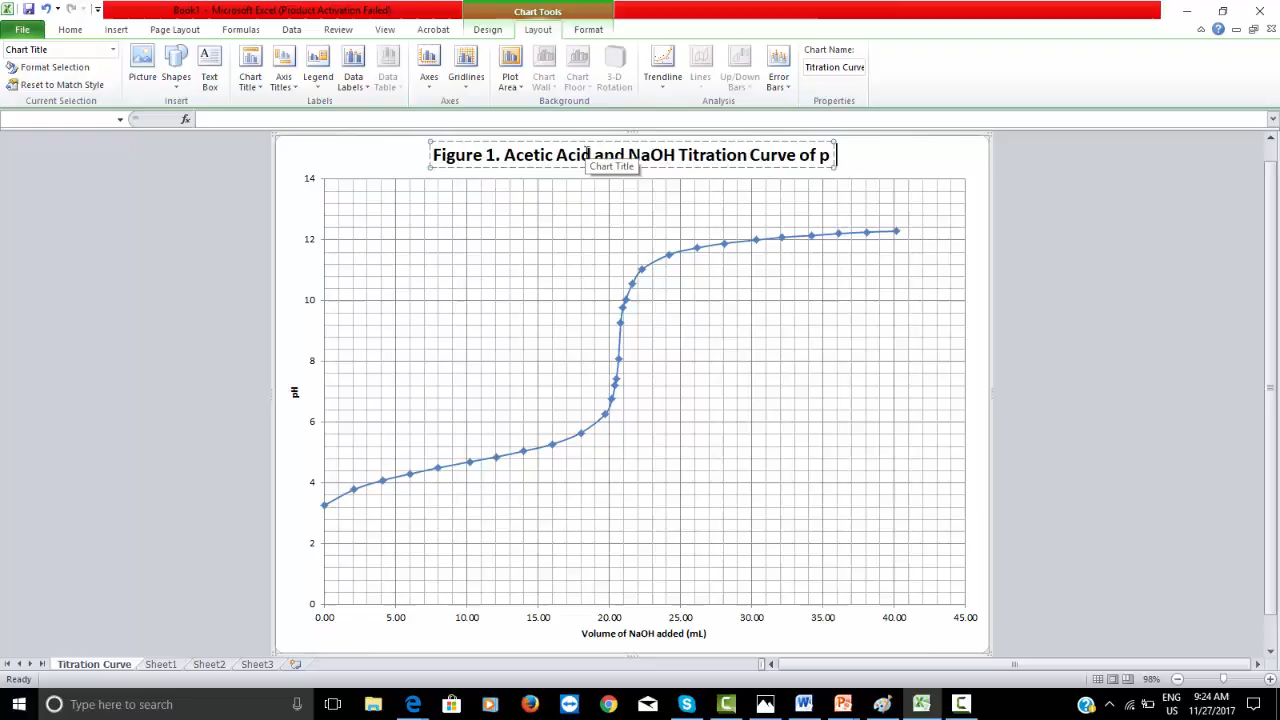 Book1 - Microsoft Excel (Product Activation Failed)
Chart Tools
File Home Insert Page Layout Formulas Data Review View Acrobat Design Layout Format
Chart Title
Format Selection
Reset to Match Style
Current Selection
Picture Shapes Text Box
Insert
Chart Title Axis Titles Legend Data Labels Data Table
Labels
Axes Gridlines
Axes
Plot Area Chart Wall Chart Floor 3-D Rotation
Background
Trendline Lines Up/Down Bars Error Bars
Analysis
Chart Name:
Titration Curve
Properties
fx
Figure 1. Acetic Acid and NaOH Titration Curve of p
Chart Title
14
12
10
8
6
4
2
0
pH
0.00 5.00 10.00 15.00 20.00 25.00 30.00 35.00 40.00 45.00
Volume of NaOH added (mL)
Titration Curve Sheet1 Sheet2 Sheet3
Ready
98%
Type here to search
ENG
US
9:24 AM
11/27/2017